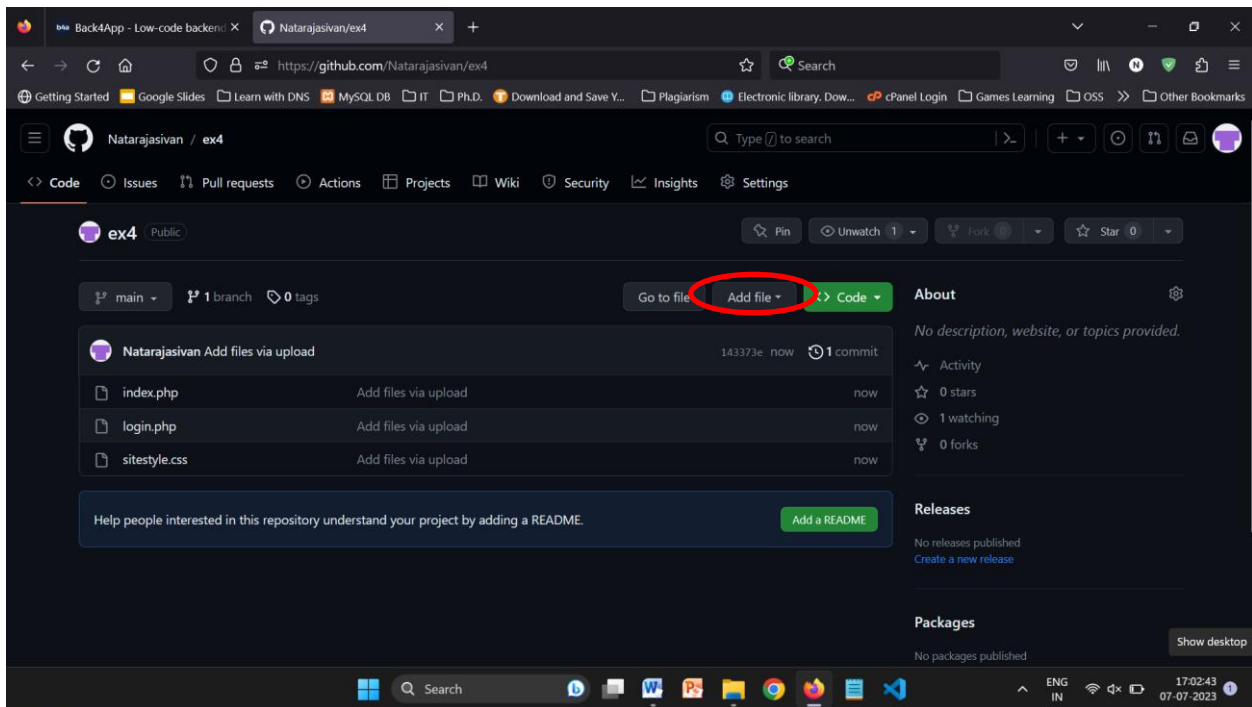 Back4App - Low-code backend
Natarajasivan/ex4
https://github.com/Natarajasivan/ex4
Search
Getting Started Google Slides Learn with DNS MySQL DB IT Ph.D. Download and Save Y... Plagiarism Electronic library. Dow... cPanel Login Games Learning OSS Other Bookmarks
Natarajasivan / ex4
Type / to search
Code Issues Pull requests Actions Projects Wiki Security Insights Settings
ex4 Public
Pin Unwatch 1 Fork 0 Star 0
main 1 branch 0 tags
Go to file Add file Code
About
No description, website, or topics provided.
Natarajasivan Add files via upload 143373e now 1 commit
Activity
index.php Add files via upload now
0 stars
login.php Add files via upload now
1 watching
sitestyle.css Add files via upload now
0 forks
Help people interested in this repository understand your project by adding a README.
Add a README
Releases
No releases published
Create a new release
Packages
No packages published
Show desktop
Search
ENG
IN
17:02:43
07-07-2023
1